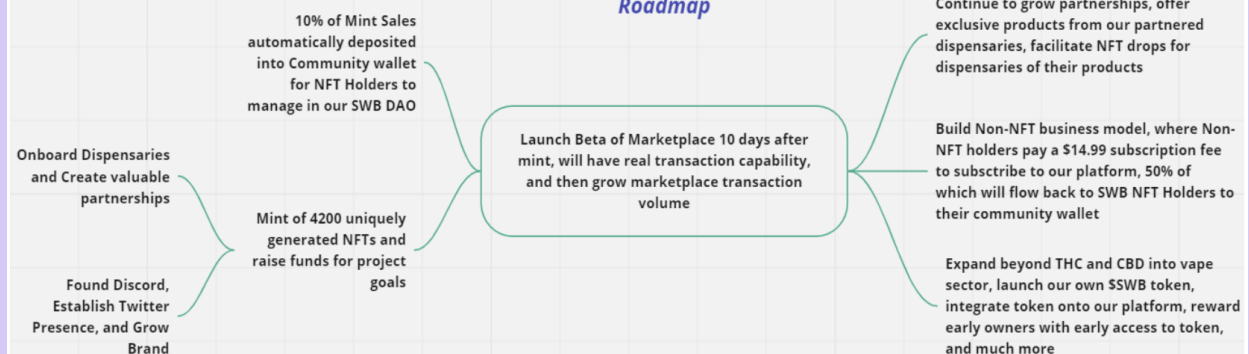 Roadmap
10% of Mint Sales
automatically deposited
into Community wallet
for NFT Holders to
manage in our SWB DAO
Onboard Dispensaries
and Create valuable
partnerships
Mint of 4200 uniquely
generated NFTs and
raise funds for project
goals
Found Discord,
Establish Twitter
Presence, and Grow
Brand
Launch Beta of Marketplace 10 days after
mint, will have real transaction capability,
and then grow marketplace transaction
volume
Continue to grow partnerships, offer
exclusive products from our partnered
dispensaries, facilitate NFT drops for
dispensaries of their products
Build Non-NFT business model, where Non-
NFT holders pay a $14.99 subscription fee
to subscribe to our platform, 50% of
which will flow back to SWB NFT Holders to
their community wallet
Expand beyond THC and CBD into vape
sector, launch our own $SWB token,
integrate token onto our platform, reward
early owners with early access to token,
and much more